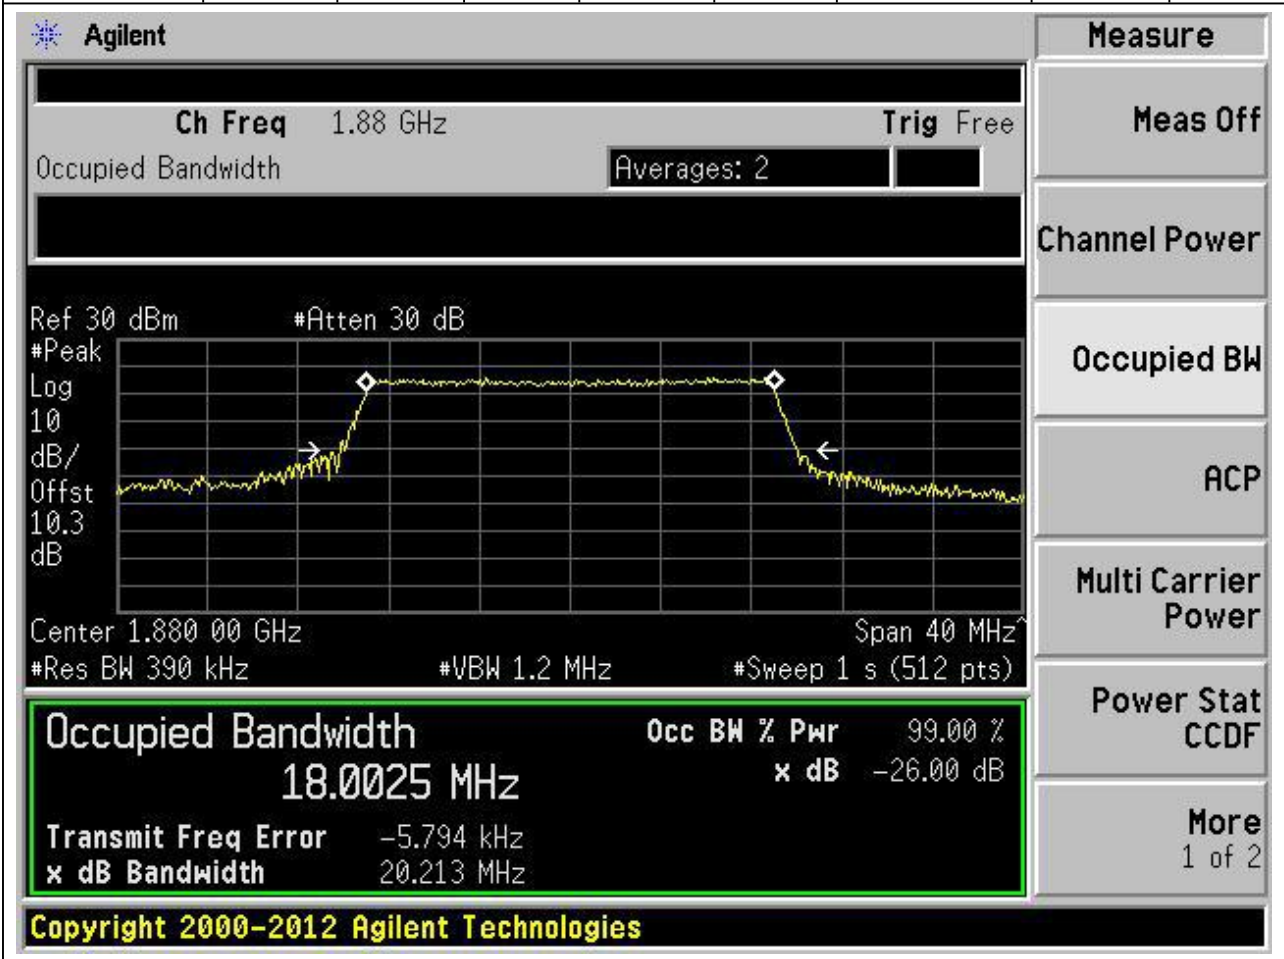 Agilent
Measure
Ch Freq 1.88 GHz Trig Free
Occupied Bandwidth Averages: 2
Meas Off
Channel Power
Occupied BW
ACP
Multi Carrier
Power
Power Stat
CCDF
More
1 of 2
Ref 30 dBm #Atten 30 dB
#Peak
Log
10
dB/
Offst
10.3
dB
Center 1.880 00 GHz Span 40 MHz^
#Res BW 390 kHz #VBW 1.2 MHz #Sweep 1 s (512 pts)
Occupied Bandwidth Occ BW % Pwr 99.00 %
18.0025 MHz x dB -26.00 dB
Transmit Freq Error -5.794 kHz
x dB Bandwidth 20.213 MHz
Copyright 2000-2012 Agilent Technologies